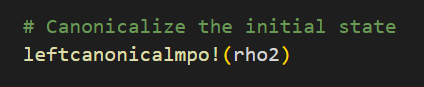 # Canonicalize the initial state
leftcanonicalmpo!(rho2)